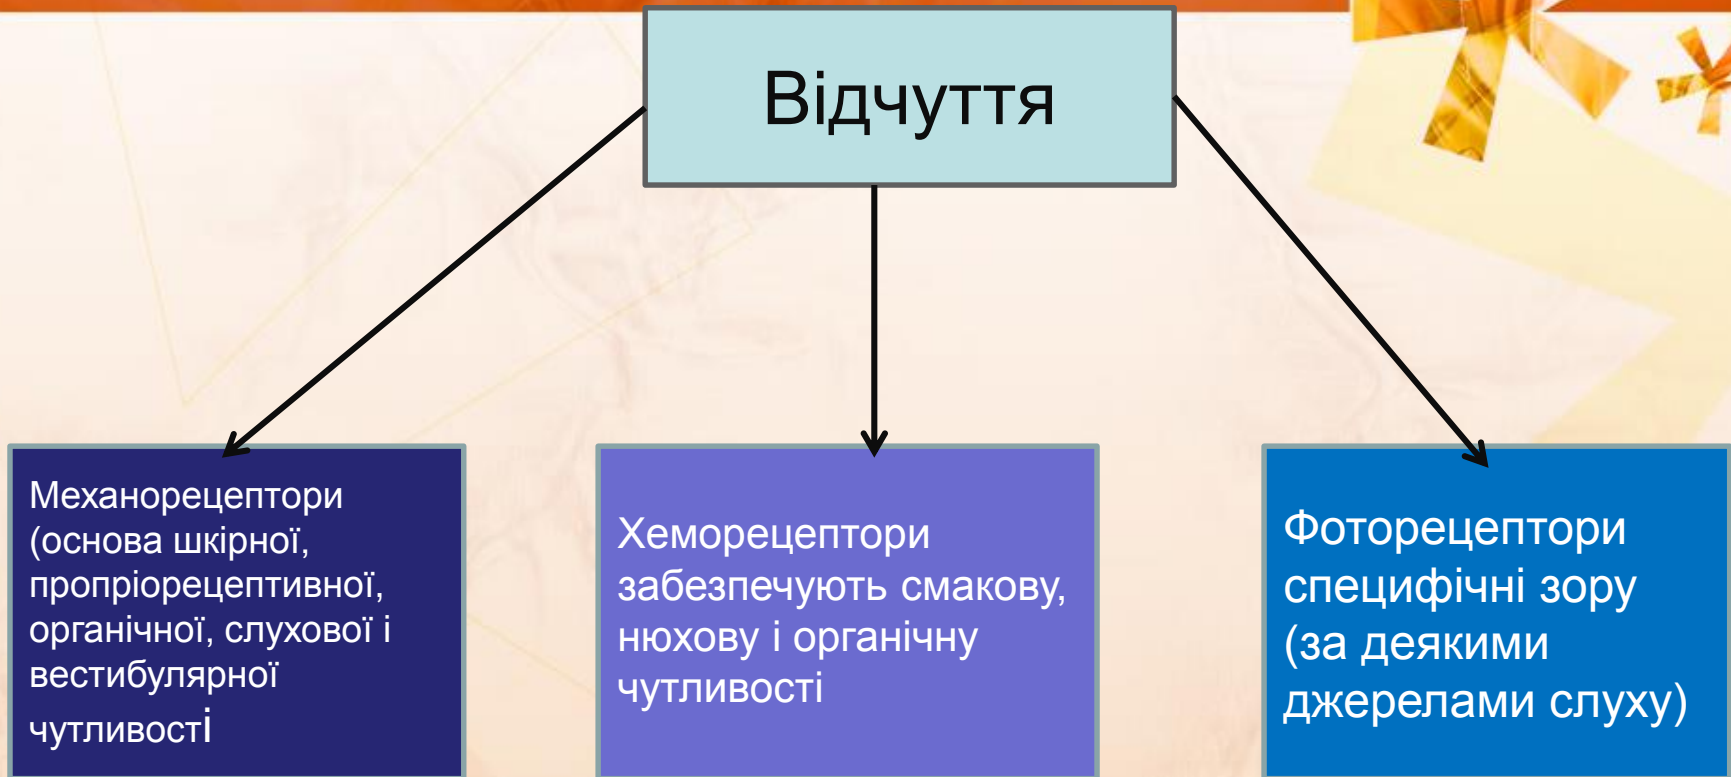 Відчуття
Механорецептори
(основа шкірної,
пропріорецептивної,
органічної, слухової і
вестибулярної
чутливості
Хеморецептори
забезпечують смакову,
нюхову і органічну
чутливості
Фоторецептори
специфічні зору
(за деякими
джерелами слуху)